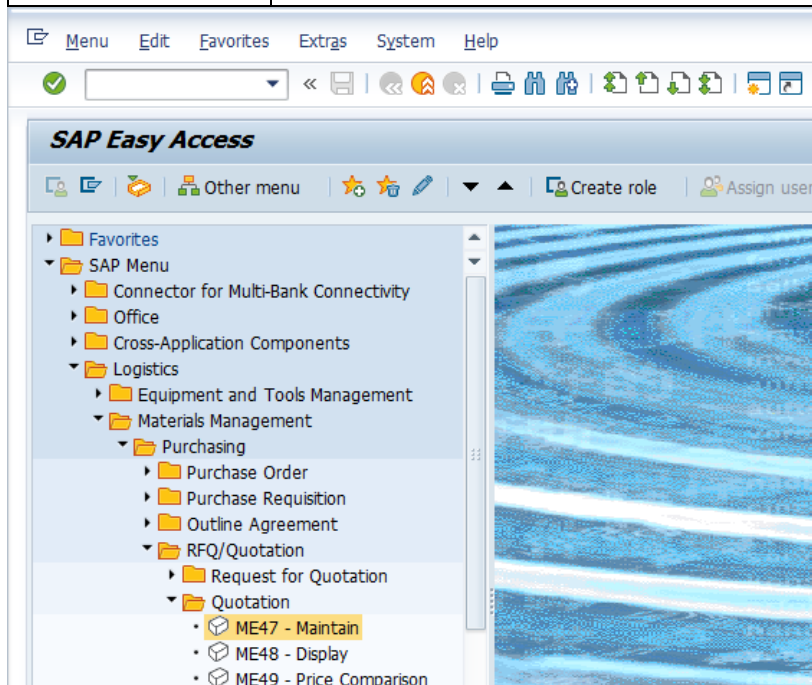 Menu Edit Favorites Extras System Help
SAP Easy Access
Other menu Create role Assign user
Favorites
SAP Menu
Connector for Multi-Bank Connectivity
Office
Cross-Application Components
Logistics
Equipment and Tools Management
Materials Management
Purchasing
Purchase Order
Purchase Requisition
Outline Agreement
RFQ/Quotation
Request for Quotation
Quotation
ME47 - Maintain
ME48 - Display
ME49 - Price Comparison